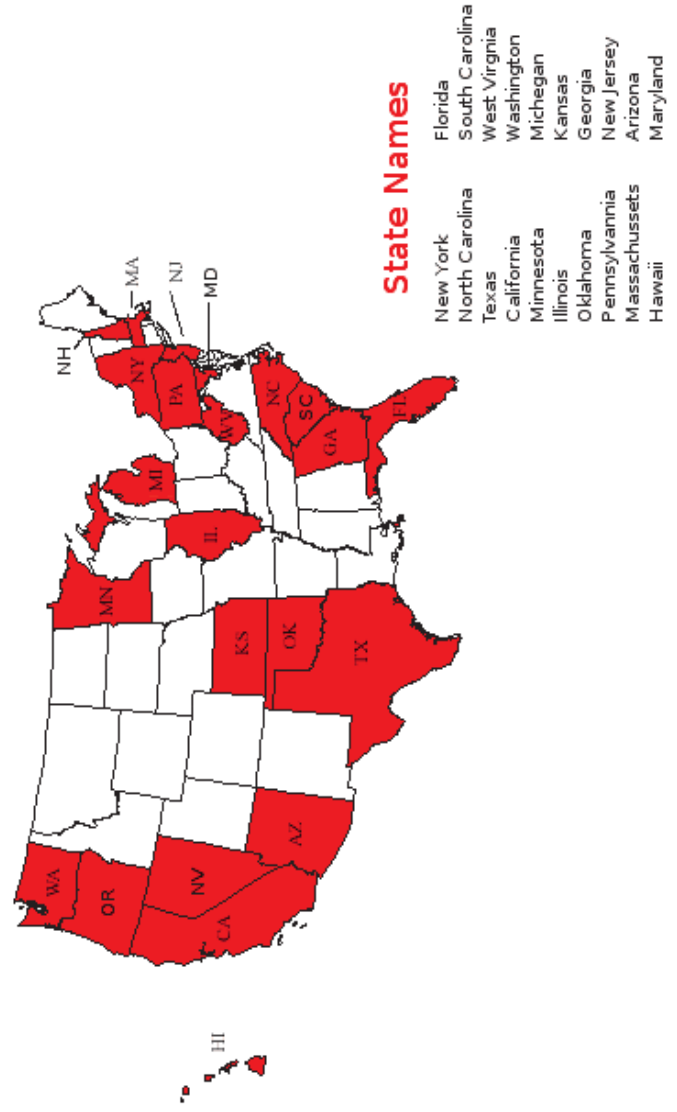 WA
OR
CA
NV
AZ
HI
MN
KS
OK
TX
IL
MI
NH
MA
NY
NJ
PA
MD
WV
NC
SC
GA
FL
State Names
New York Florida
North Carolina South Carolina
Texas West Virgnia
California Washington
Minnesota Michegan
Illinois Kansas
Oklahoma Georgia
Pennsylvannia New Jersey
Massachussets Arizona
Hawaii Maryland